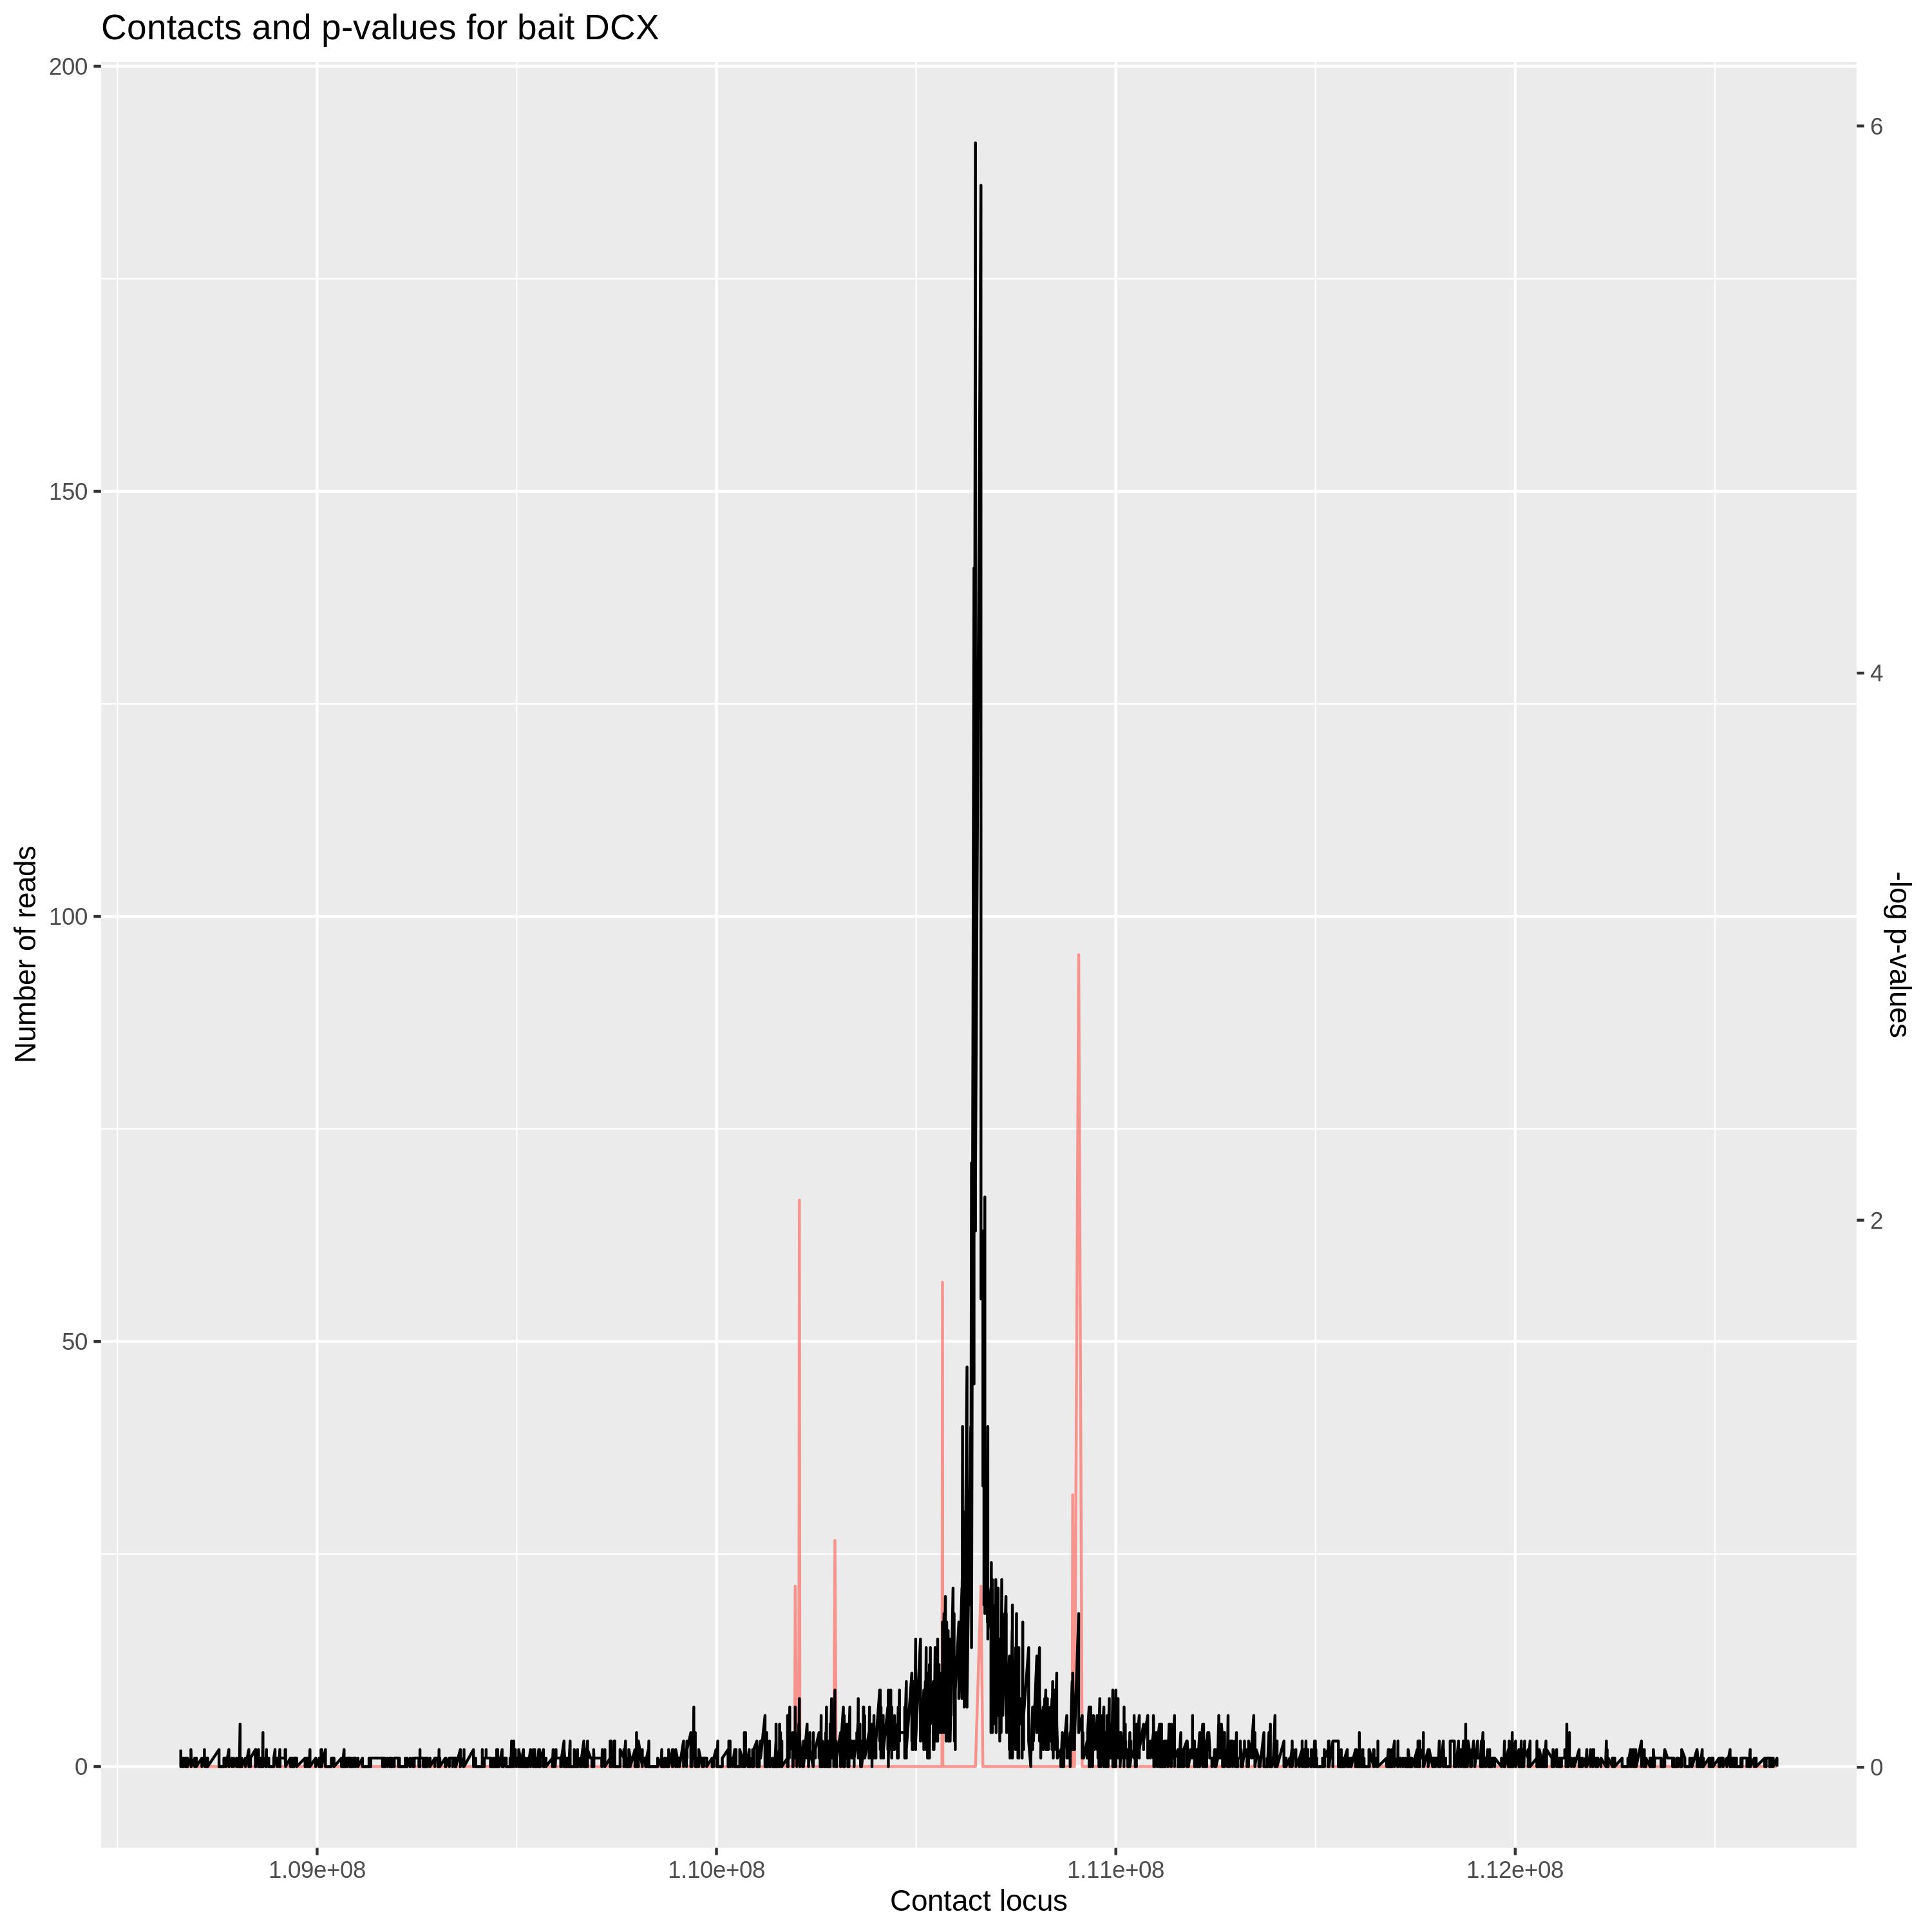 Contacts and p-values for bait DCX
200
150
100
50
0
Number of reads
6
4
2
0
-log p-values
1.09e+08
1.10e+08
1.11e+08
1.12e+08
Contact locus